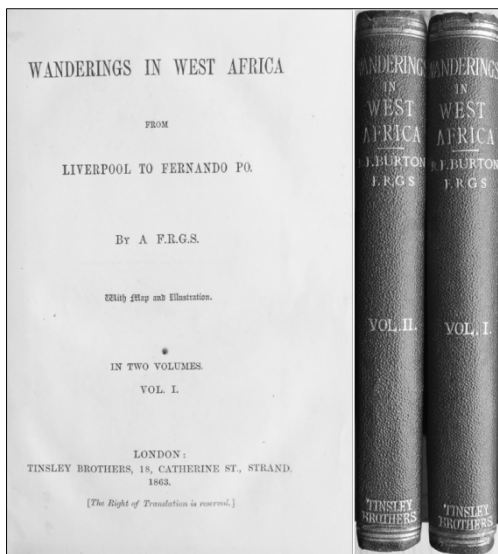 WANDERINGS IN WEST AFRICA
FROM
LIVERPOOL TO FERNANDO PO.
BY A F.R.G.S.
With Map and Illustration.
IN TWO VOLUMES.
VOL. I.
LONDON:
TINSLEY BROTHERS, 18, CATHERINE ST., STRAND.
1863.
[The Right of Translation is reserved.]
WANDERINGS
IN
WEST
AFRICA
R.F.BURTON
F.R.G.S
VOL. II.
TINSLEY
BROTHERS
WANDERINGS
IN
WEST
AFRICA
R.F.BURTON
F.R.G.S
VOL. I.
TINSLEY
BROTHERS